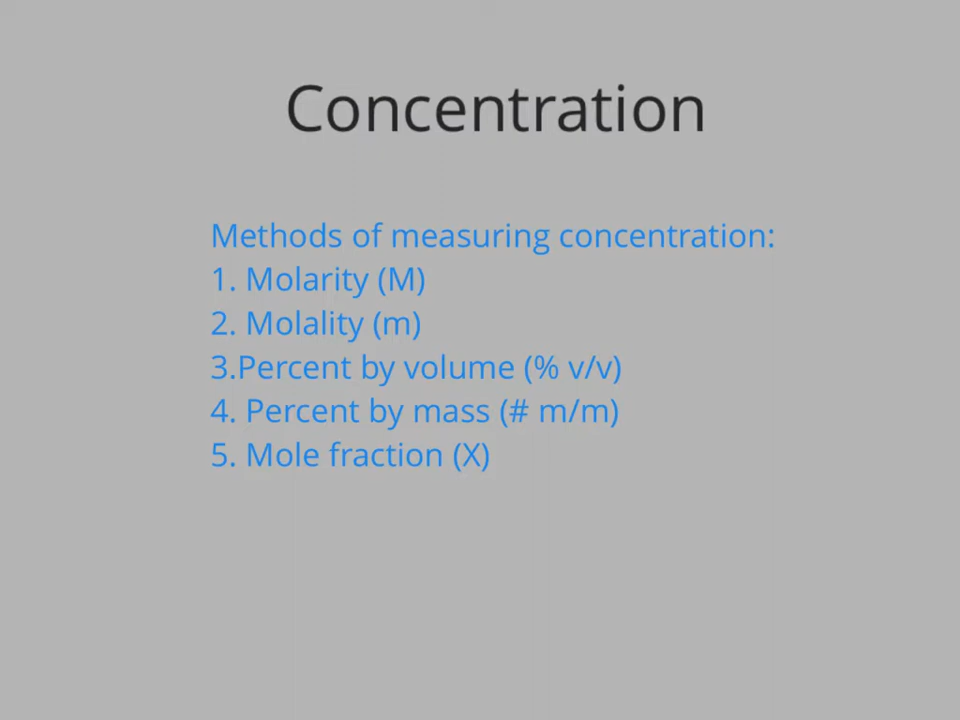 Concentration
Methods of measuring concentration:
1. Molarity (M)
2. Molality (m)
3.Percent by volume (% v/v)
4. Percent by mass (# m/m)
5. Mole fraction (X)